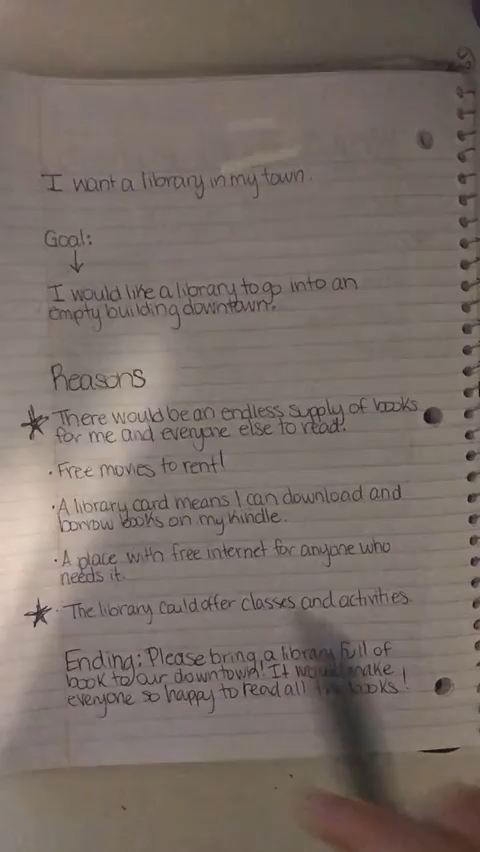 I want a library in my town.
Goal:
I would like a library to go into an
empty building downtown.
Reasons
There would be an endless supply of books
for me and everyone else to read.
· Free movies to rent!
· A library card means I can download and
borrow books on my kindle.
· A place with free internet for anyone who
needs it.
· The library could offer classes and activities.
Ending: Please bring a library full of
book to our downtown! It would make
everyone so happy to read all the books!